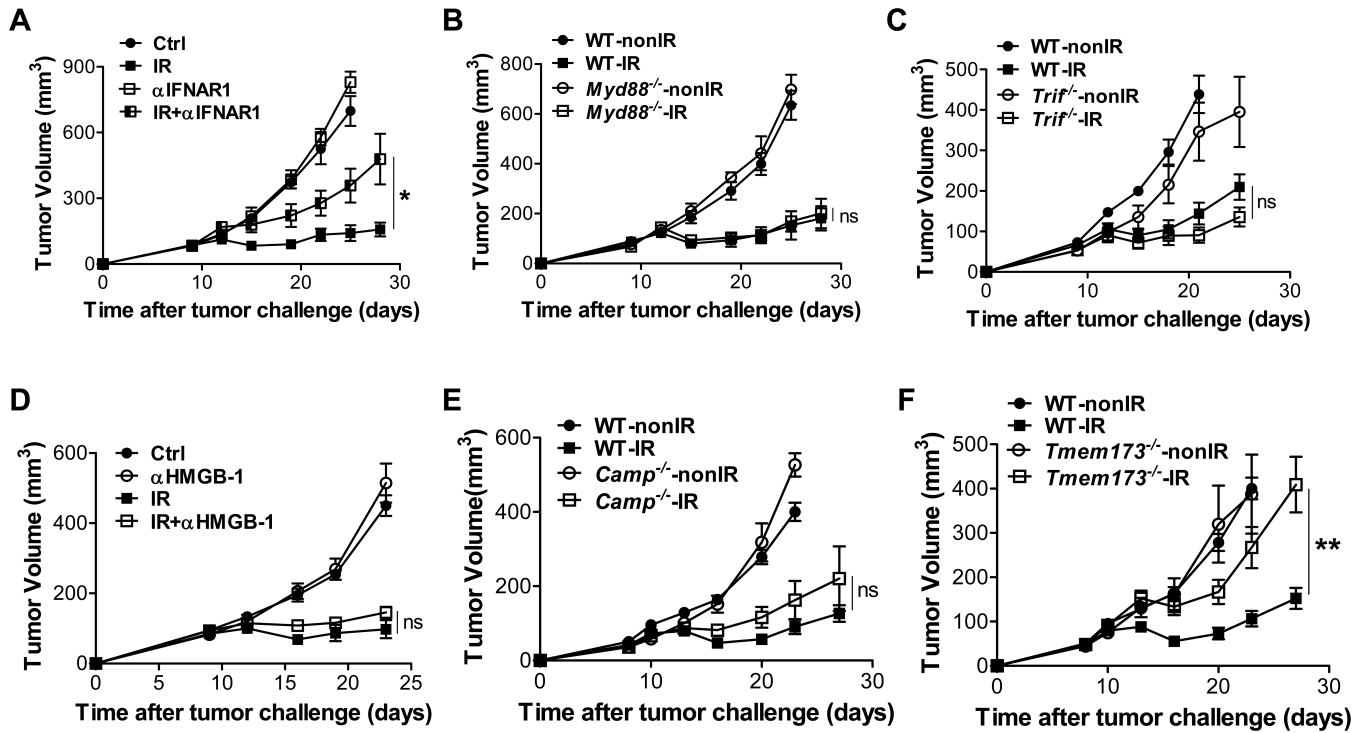 A
Ctrl
IR
αIFNAR1
IR+αIFNAR1
Tumor Volume (mm³)
900
600
300
0
*
0 10 20 30
Time after tumor challenge (days)
B
WT-nonIR
WT-IR
Myd88-/--nonIR
Myd88-/--IR
Tumor Volume (mm³)
800
600
400
200
0
ns
0 10 20 30
Time after tumor challenge (days)
C
WT-nonIR
WT-IR
Trif-/--nonIR
Trif-/--IR
Tumor Volume (mm³)
500
400
300
200
100
0
ns
0 10 20 30
Time after tumor challenge (days)
D
Ctrl
αHMGB-1
IR
IR+αHMGB-1
Tumor Volume (mm³)
600
400
200
0
ns
0 5 10 15 20 25
Time after tumor challenge (days)
E
WT-nonIR
WT-IR
Camp-/--nonIR
Camp-/--IR
Tumor Volume(mm³)
600
400
200
0
ns
0 10 20 30
Time after tumor challenge (days)
F
WT-nonIR
WT-IR
Tmem173-/--nonIR
Tmem173-/--IR
Tumor Volume (mm³)
500
400
300
200
100
0
**
0 10 20 30
Time after tumor challenge (days)